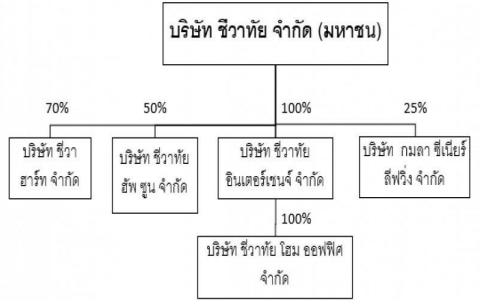 บริษัท ชีวาทัย จำกัด (มหาชน)
70%
50%
100%
25%
บริษัท ชีวา
ฮาร์ท จำกัด
บริษัท ชีวาทัย
ฮัพ ซูน จำกัด
บริษัท ชีวาทัย
อินเตอร์เชนจ์ จำกัด
บริษัท กมลา ซีเนียร์
ลีฟวิ่ง จำกัด
100%
บริษัท ชีวาทัย โฮม ออฟฟิศ
จำกัด